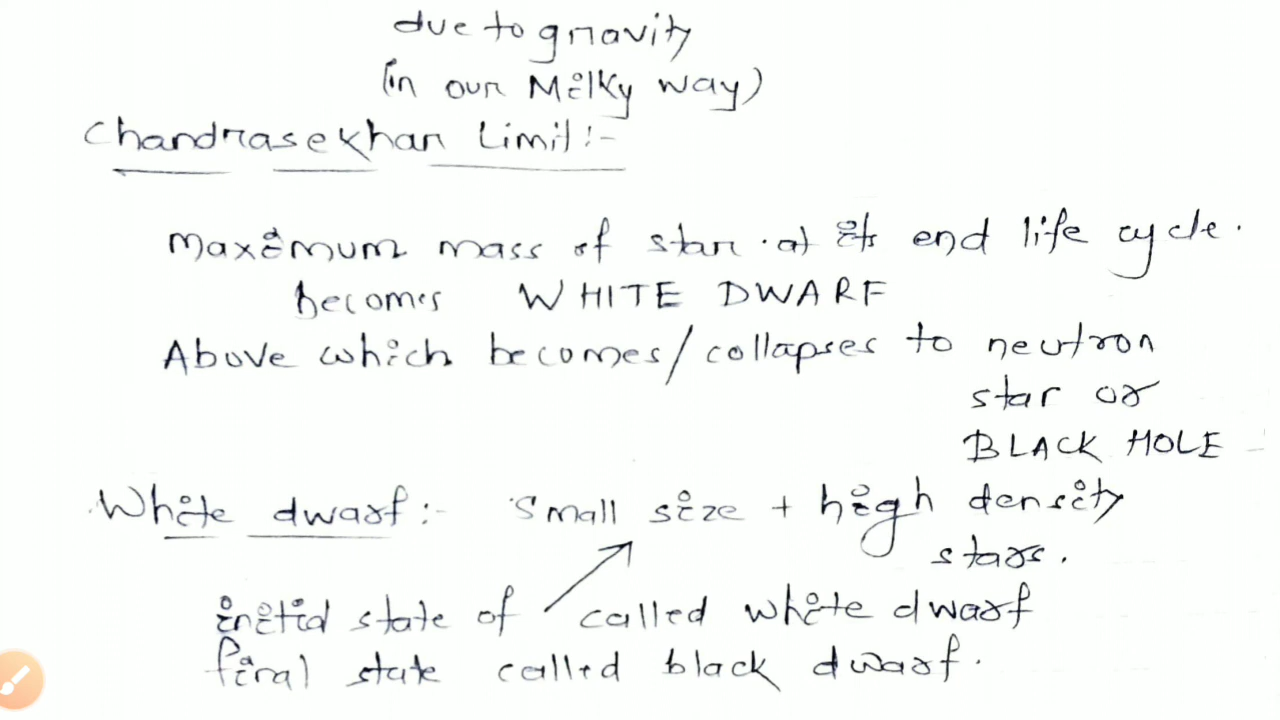 due to gravity
(in our Milky way)
Chandrasekhar Limit:-
Maximum mass of star at its end life cycle.
becomes WHITE DWARF
Above which becomes/collapses to neutron
star or
BLACK HOLE
White dwarf:- Small size + high density
stars.
initial state of called white dwarf
final state called black dwarf.